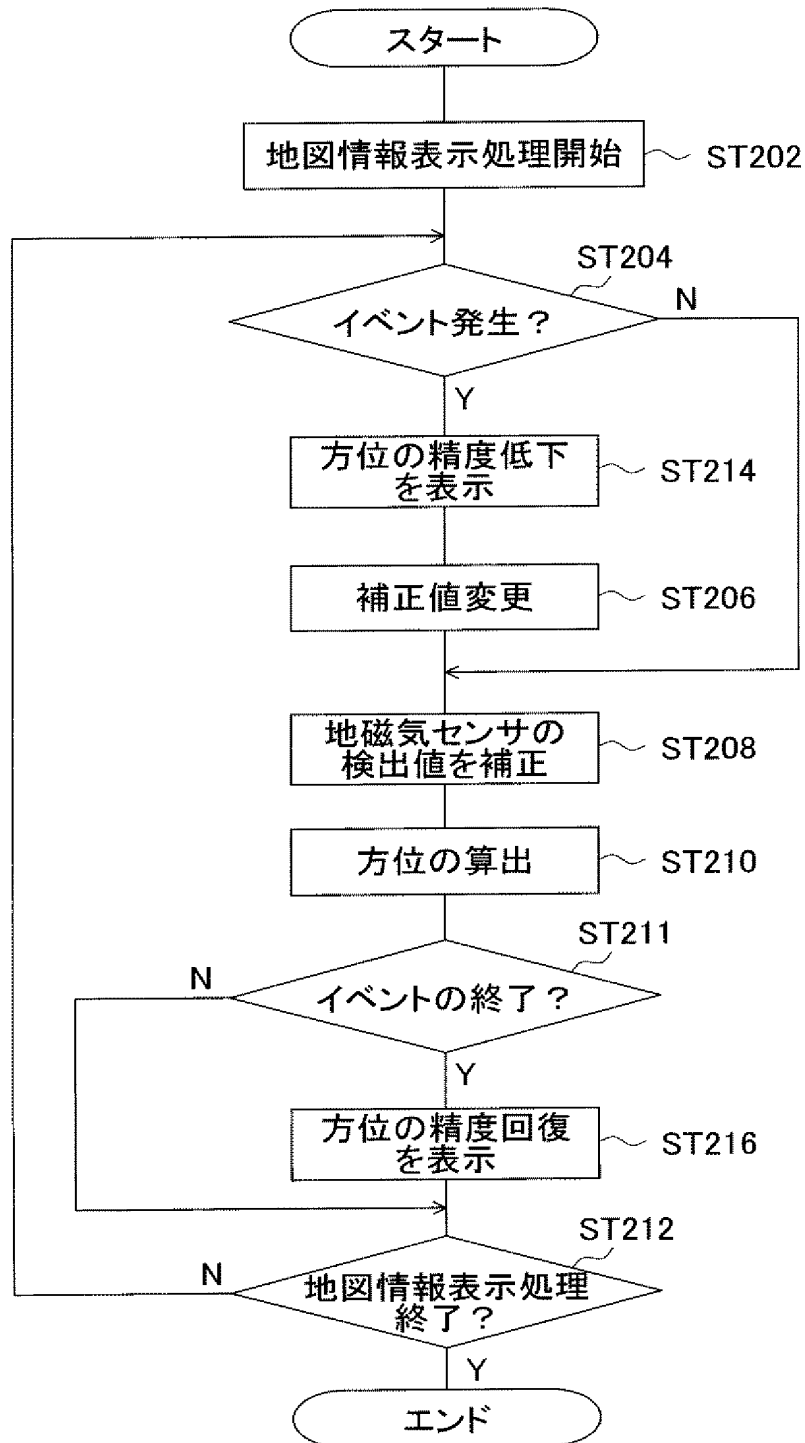 スタート
地図情報表示処理開始
ST202
ST204
イベント発生？
N
Y
方位の精度低下
を表示
ST214
補正値変更
ST206
地磁気センサの
検出値を補正
ST208
方位の算出
ST210
ST211
N
イベントの終了？
Y
方位の精度回復
を表示
ST216
ST212
N
地図情報表示処理
終了？
Y
エンド